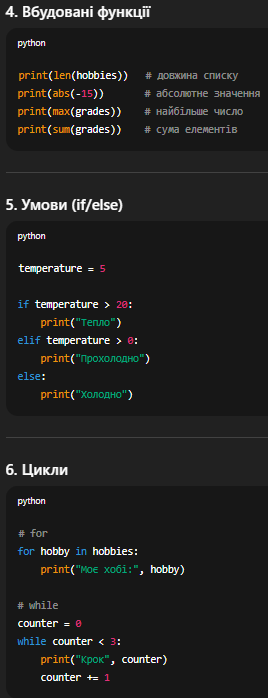 4. Вбудовані функції
python
print(len(hobbies))   # довжина списку
print(abs(-15))       # абсолютне значення
print(max(grades))    # найбільше число
print(sum(grades))    # сума елементів
5. Умови (if/else)
python
temperature = 5
if temperature > 20:
    print("Тепло")
elif temperature > 0:
    print("Прохолодно")
else:
    print("Холодно")
6. Цикли
python
# for
for hobby in hobbies:
    print("Моє хобі:", hobby)
# while
counter = 0
while counter < 3:
    print("Крок", counter)
    counter += 1